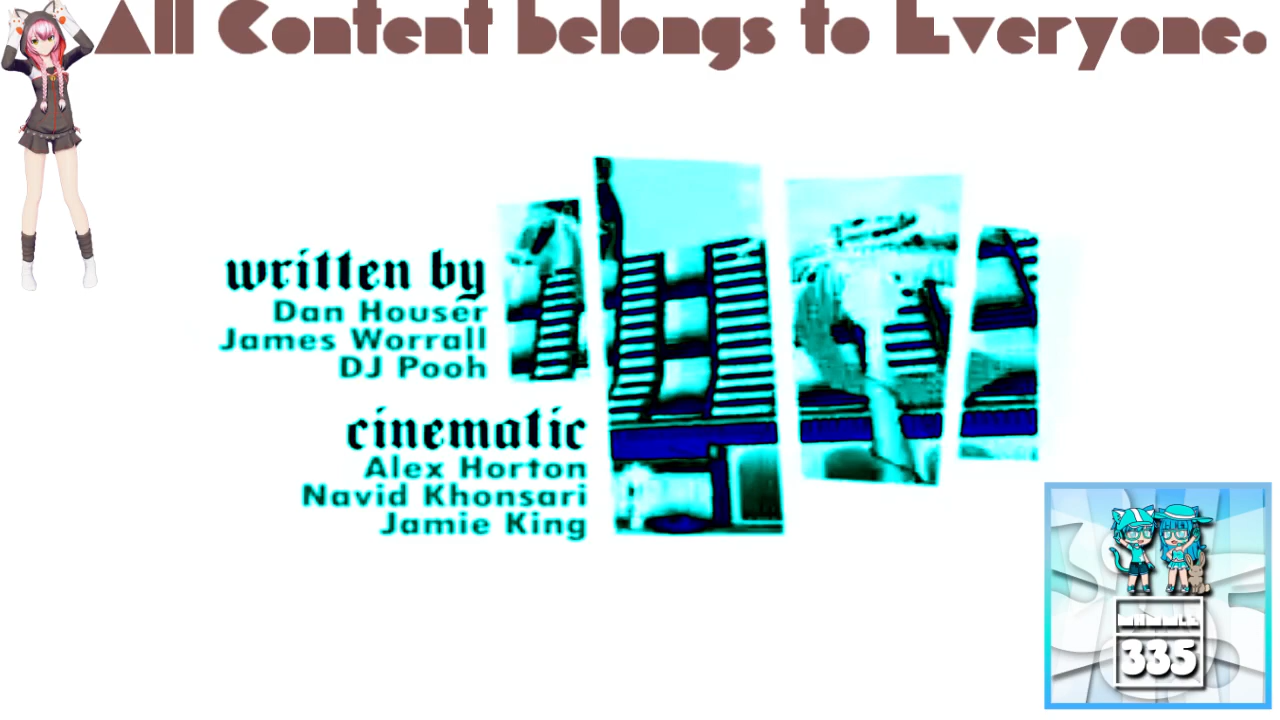 All Content belongs to Everyone.
written by
Dan Houser
James Worrall
DJ Pooh
cinematic
Alex Horton
Navid Khonsari
Jamie King
335